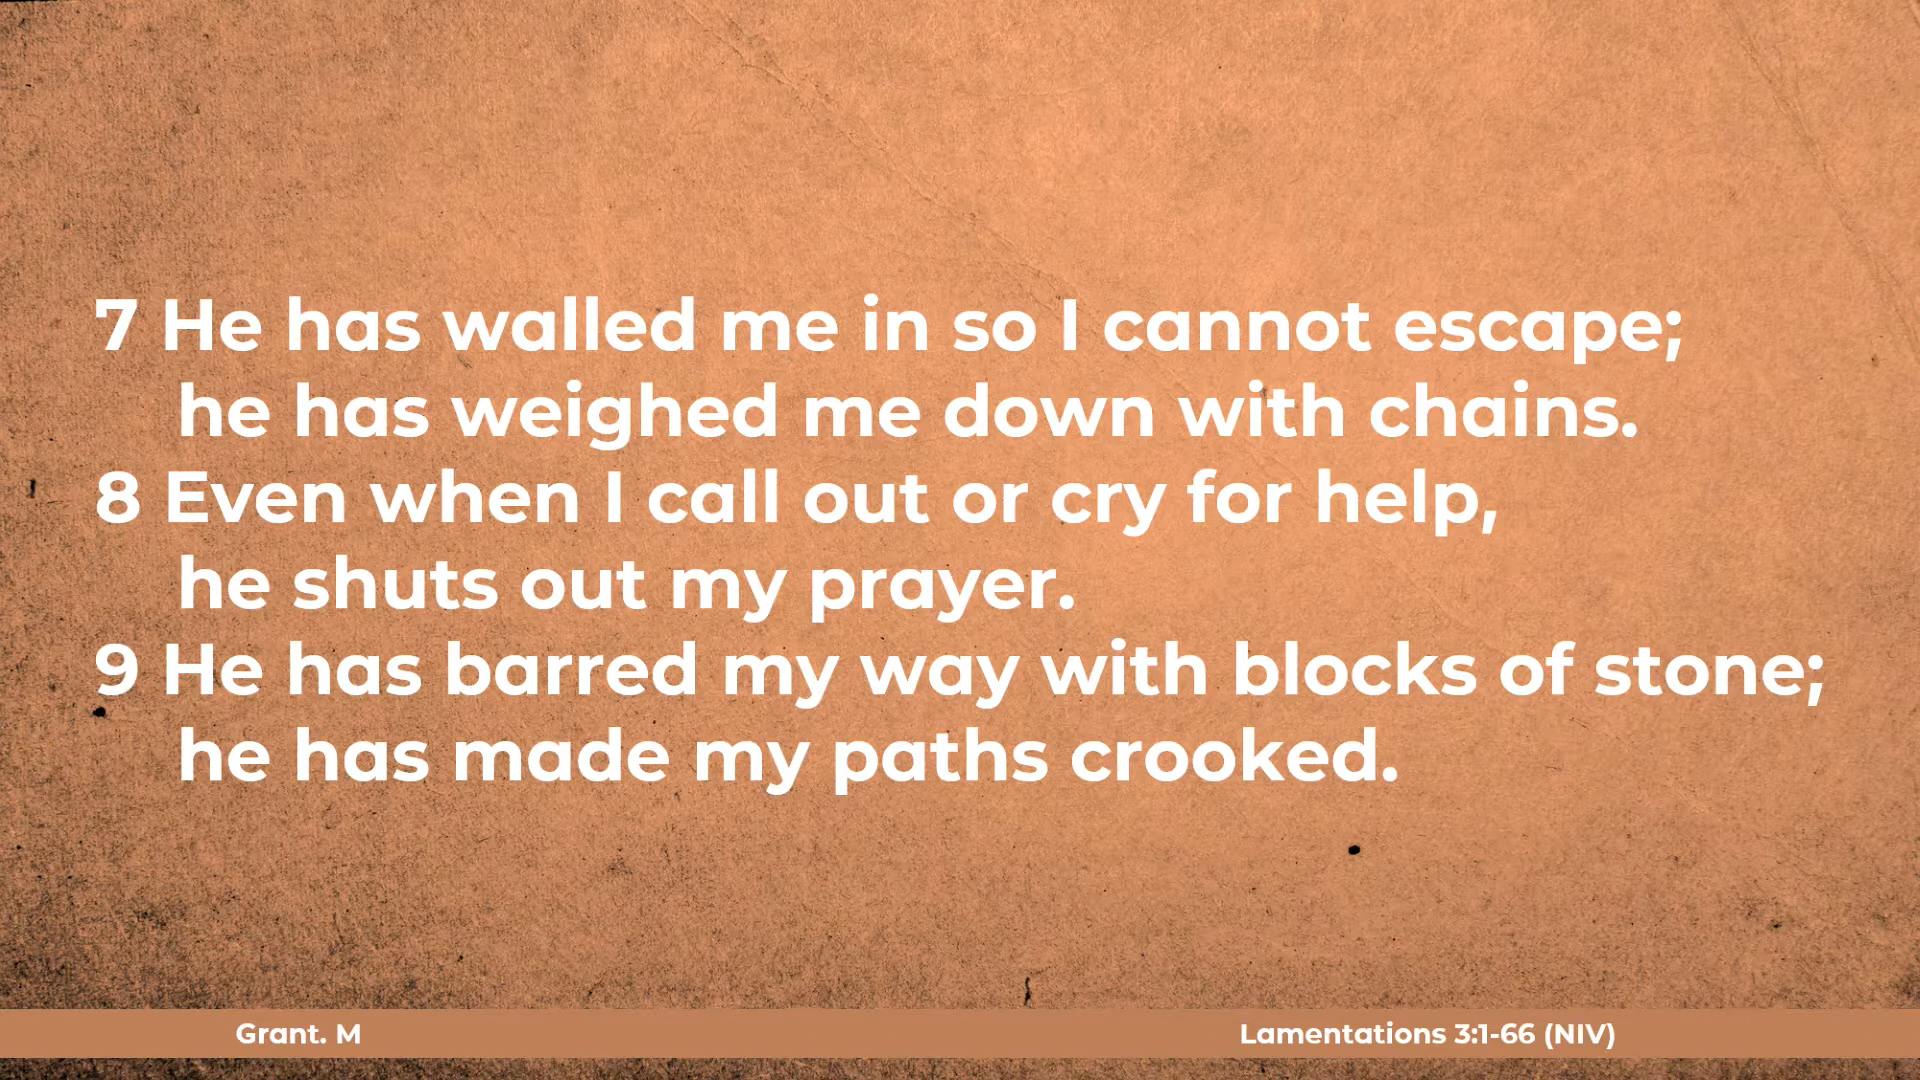 7 He has walled me in so I cannot escape;
he has weighed me down with chains.
8 Even when I call out or cry for help,
he shuts out my prayer.
9 He has barred my way with blocks of stone;
he has made my paths crooked.
Grant. M
Lamentations 3:1-66 (NIV)